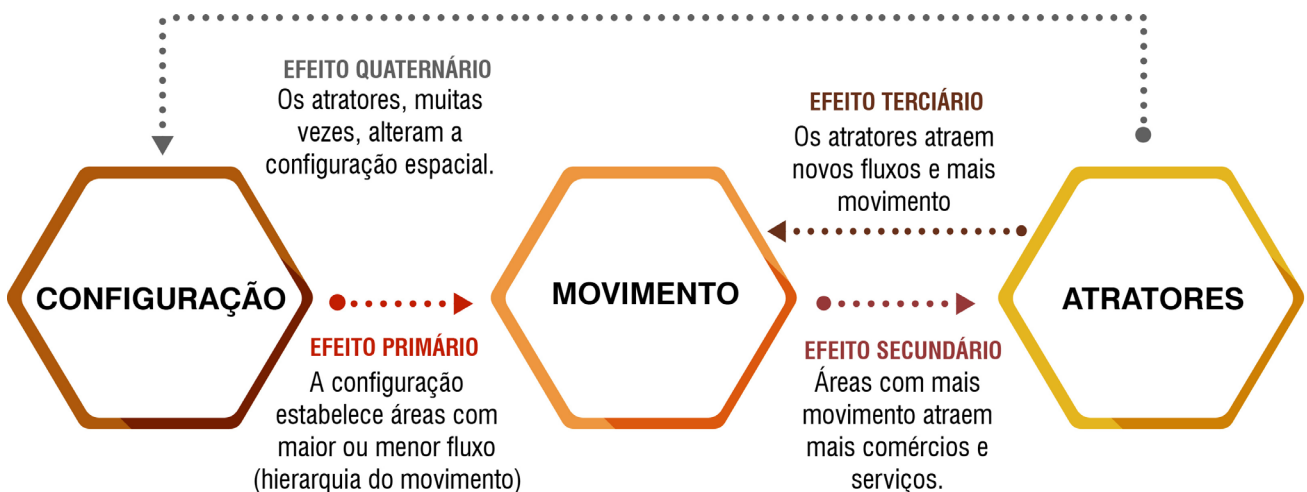 EFEITO QUATERNÁRIO
Os atratores, muitas
vezes, alteram a
configuração espacial.
EFEITO TERCIÁRIO
Os atratores atraem
novos fluxos e mais
movimento
CONFIGURAÇÃO
MOVIMENTO
ATRATORES
EFEITO PRIMÁRIO
A configuração
estabelece áreas com
maior ou menor fluxo
(hierarquia do movimento)
EFEITO SECUNDÁRIO
Áreas com mais
movimento atraem
mais comércios e
serviços.